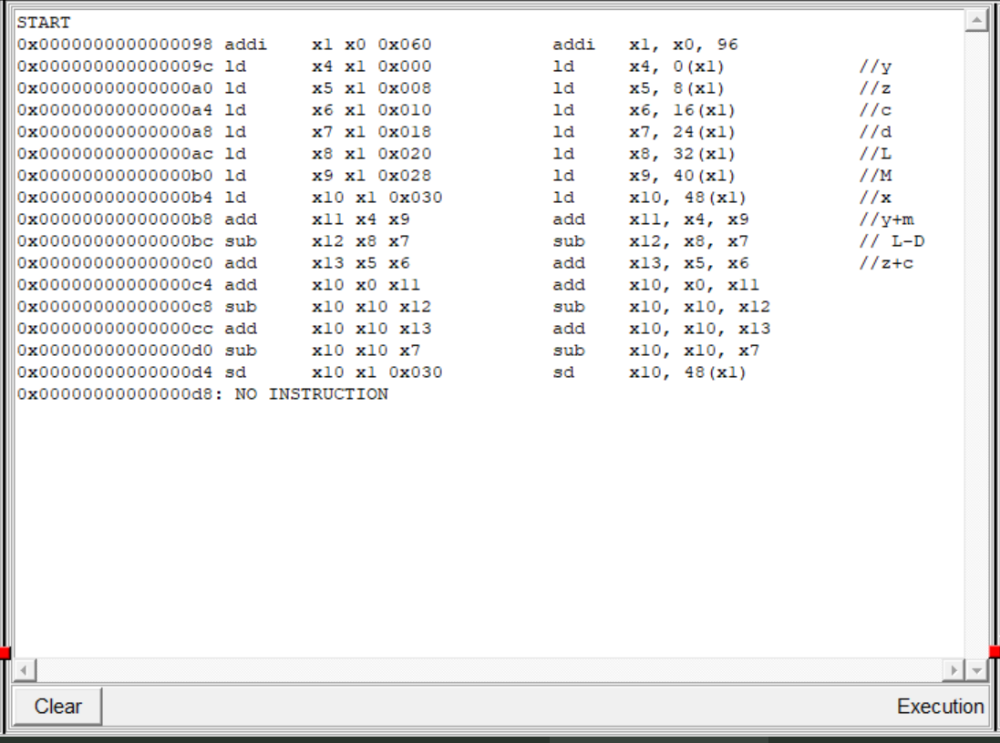 START
0x0000000000000098 addi x1 x0 0x060 addi x1, x0, 96
0x000000000000009c ld x4 x1 0x000 ld x4, 0(x1) //y
0x00000000000000a0 ld x5 x1 0x008 ld x5, 8(x1) //z
0x00000000000000a4 ld x6 x1 0x010 ld x6, 16(x1) //c
0x00000000000000a8 ld x7 x1 0x018 ld x7, 24(x1) //d
0x00000000000000ac ld x8 x1 0x020 ld x8, 32(x1) //L
0x00000000000000b0 ld x9 x1 0x028 ld x9, 40(x1) //M
0x00000000000000b4 ld x10 x1 0x030 ld x10, 48(x1) //x
0x00000000000000b8 add x11 x4 x9 add x11, x4, x9 //y+m
0x00000000000000bc sub x12 x8 x7 sub x12, x8, x7 // L-D
0x00000000000000c0 add x13 x5 x6 add x13, x5, x6 //z+c
0x00000000000000c4 add x10 x0 x11 add x10, x0, x11
0x00000000000000c8 sub x10 x10 x12 sub x10, x10, x12
0x00000000000000cc add x10 x10 x13 add x10, x10, x13
0x00000000000000d0 sub x10 x10 x7 sub x10, x10, x7
0x00000000000000d4 sd x10 x1 0x030 sd x10, 48(x1)
0x00000000000000d8: NO INSTRUCTION
Clear Execution